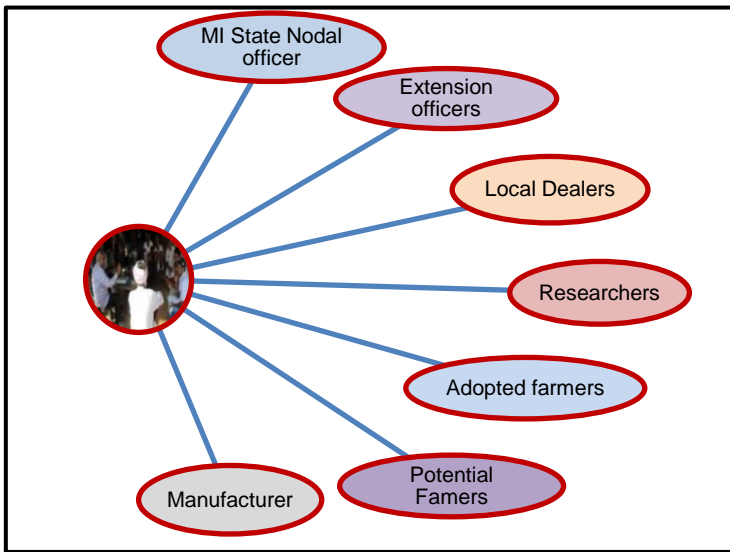 MI State Nodal
officer
Extension
officers
Local Dealers
Researchers
Adopted farmers
Potential
Famers
Manufacturer